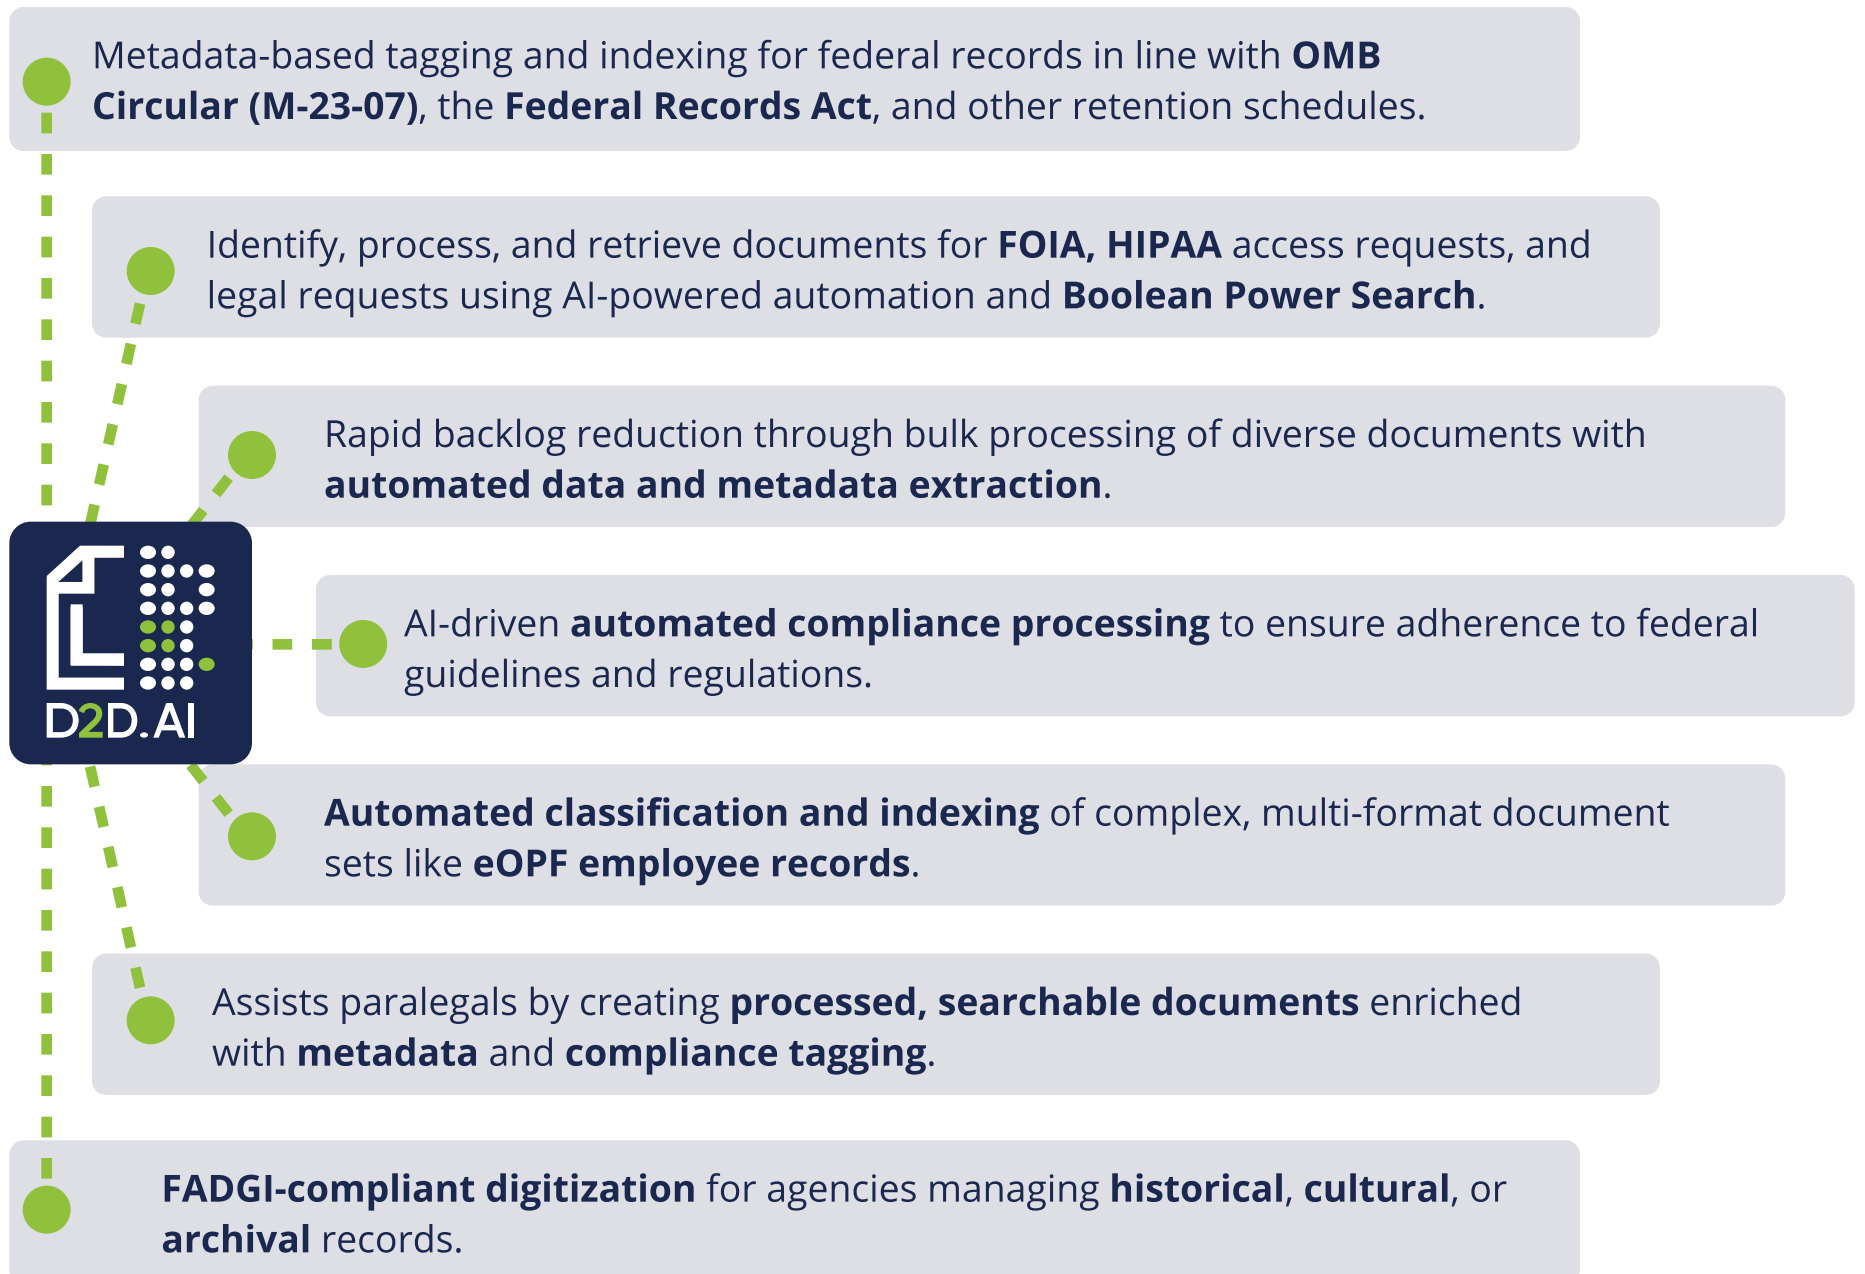 Metadata-based tagging and indexing for federal records in line with OMB
Circular (M-23-07), the Federal Records Act, and other retention schedules.
Identify, process, and retrieve documents for FOIA, HIPAA access requests, and
legal requests using AI-powered automation and Boolean Power Search.
Rapid backlog reduction through bulk processing of diverse documents with
automated data and metadata extraction.
AI-driven automated compliance processing to ensure adherence to federal
guidelines and regulations.
D2D.AI
Automated classification and indexing of complex, multi-format document
sets like eOPF employee records.
Assists paralegals by creating processed, searchable documents enriched
with metadata and compliance tagging.
FADGI-compliant digitization for agencies managing historical, cultural, or
archival records.